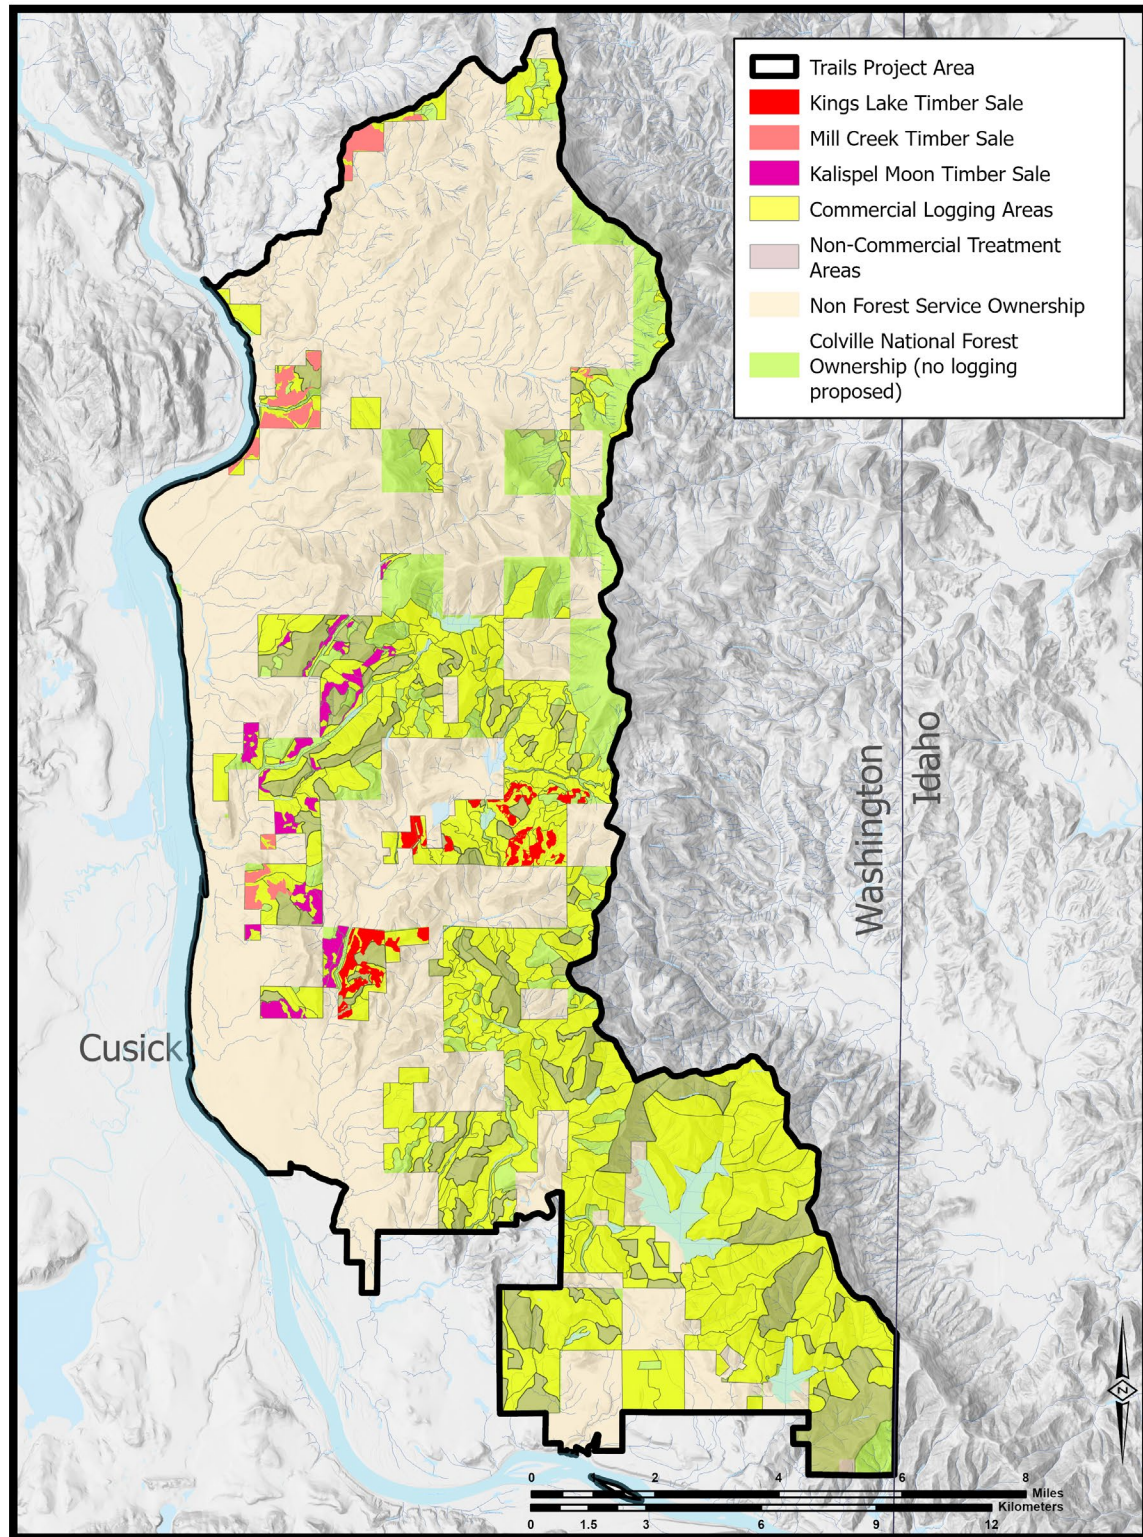 Trails Project Area
Kings Lake Timber Sale
Mill Creek Timber Sale
Kalispel Moon Timber Sale
Commercial Logging Areas
Non-Commercial Treatment
Areas
Non Forest Service Ownership
Colville National Forest
Ownership (no logging
proposed)
Washington
Idaho
Cusick
N
0 2 4 6 8
Miles
Kilometers
0 1.5 3 6 9 12